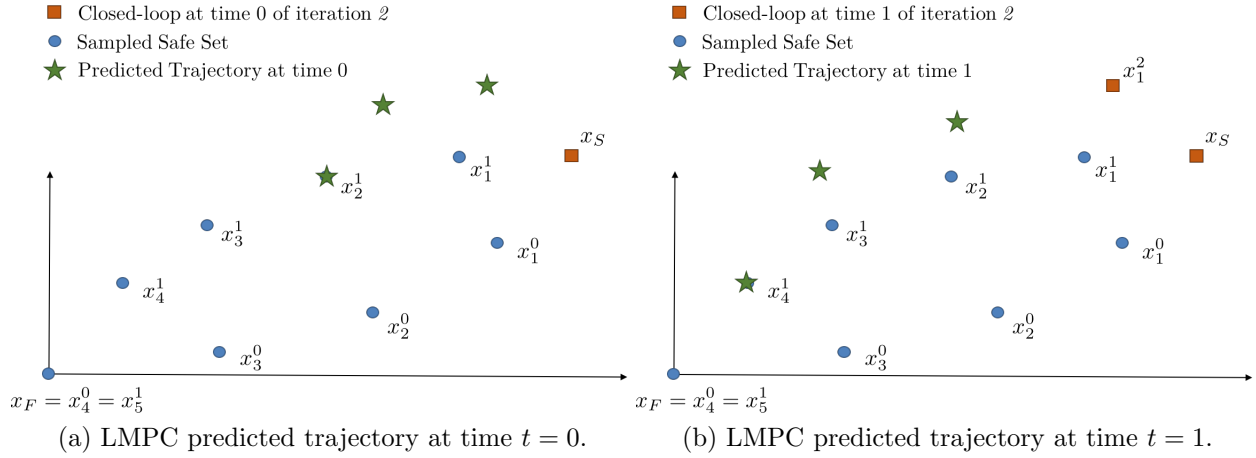 Closed-loop at time 0 of iteration 2
Sampled Safe Set
Predicted Trajectory at time 0
x_S
x_1^1
x_2^1
x_3^1
x_1^0
x_4^1
x_2^0
x_3^0
x_F = x_4^0 = x_5^1
(a) LMPC predicted trajectory at time t = 0.
Closed-loop at time 1 of iteration 2
Sampled Safe Set
Predicted Trajectory at time 1
x_1^2
x_S
x_1^1
x_2^1
x_3^1
x_1^0
x_4^1
x_2^0
x_3^0
x_F = x_4^0 = x_5^1
(b) LMPC predicted trajectory at time t = 1.